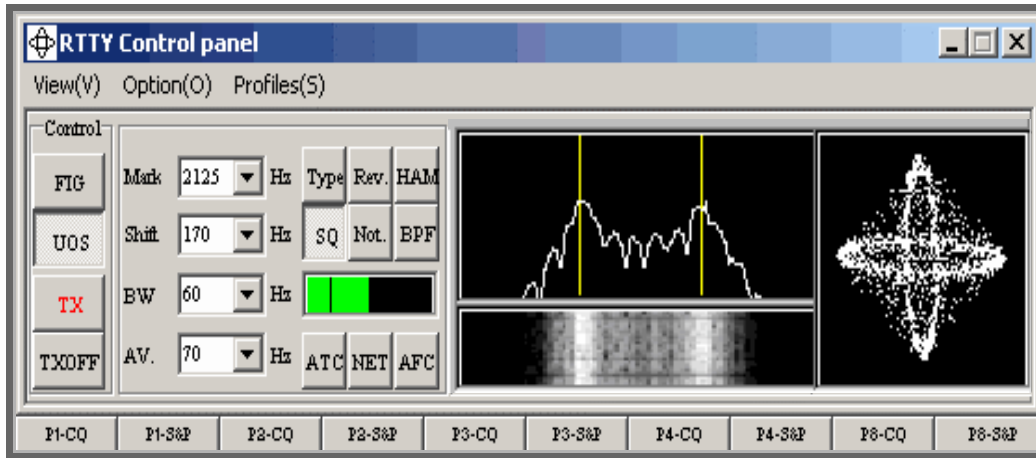 RTTY Control panel
View(V) Option(O) Profiles(S)
Control
FIG
UOS
TX
TXOFF
Mark 2125 Hz
Shift 170 Hz
BW 60 Hz
AV. 70 Hz
Type Rev. HAM
SQ Not. BPF
ATC NET AFC
P1-CQ P1-S&P P2-CQ P2-S&P P3-CQ P3-S&P P4-CQ P4-S&P P8-CQ P8-S&P